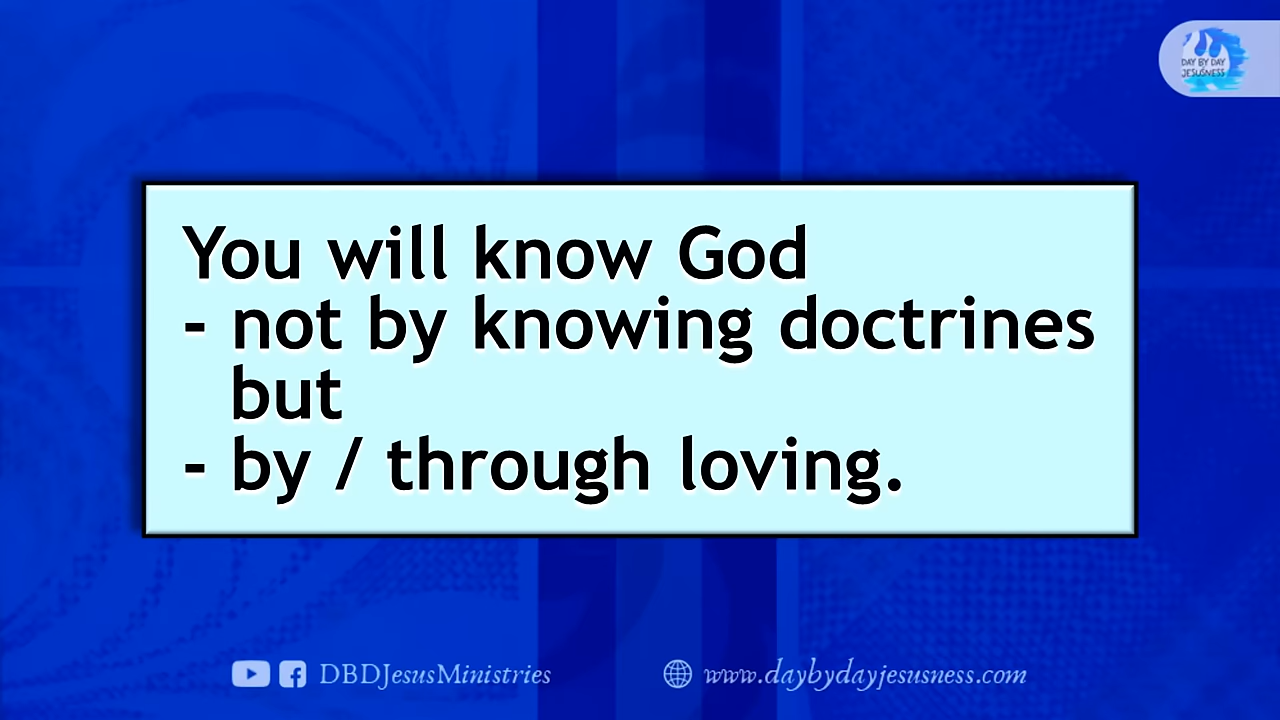 DAY BY DAY
JESUSNESS
You will know God
- not by knowing doctrines
but
- by / through loving.
DBDJesusMinistries
www.daybydayjesusness.com